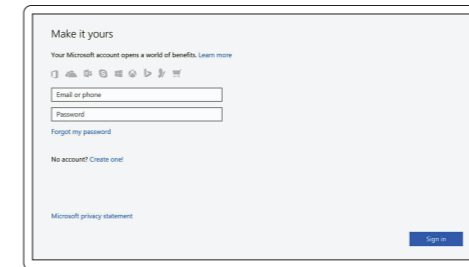 Make it yours
Your Microsoft account opens a world of benefits. Learn more
Email or phone
Password
Forgot my password
No account? Create one!
Microsoft privacy statement
Sign in